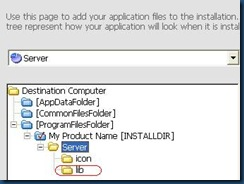 Use this page to add your application files to the installation.
tree represent how your application will look when it is instal
Server
Destination Computer
[AppDataFolder]
[CommonFilesFolder]
[ProgramFilesFolder]
My Product Name [INSTALLDIR]
Server
icon
lib